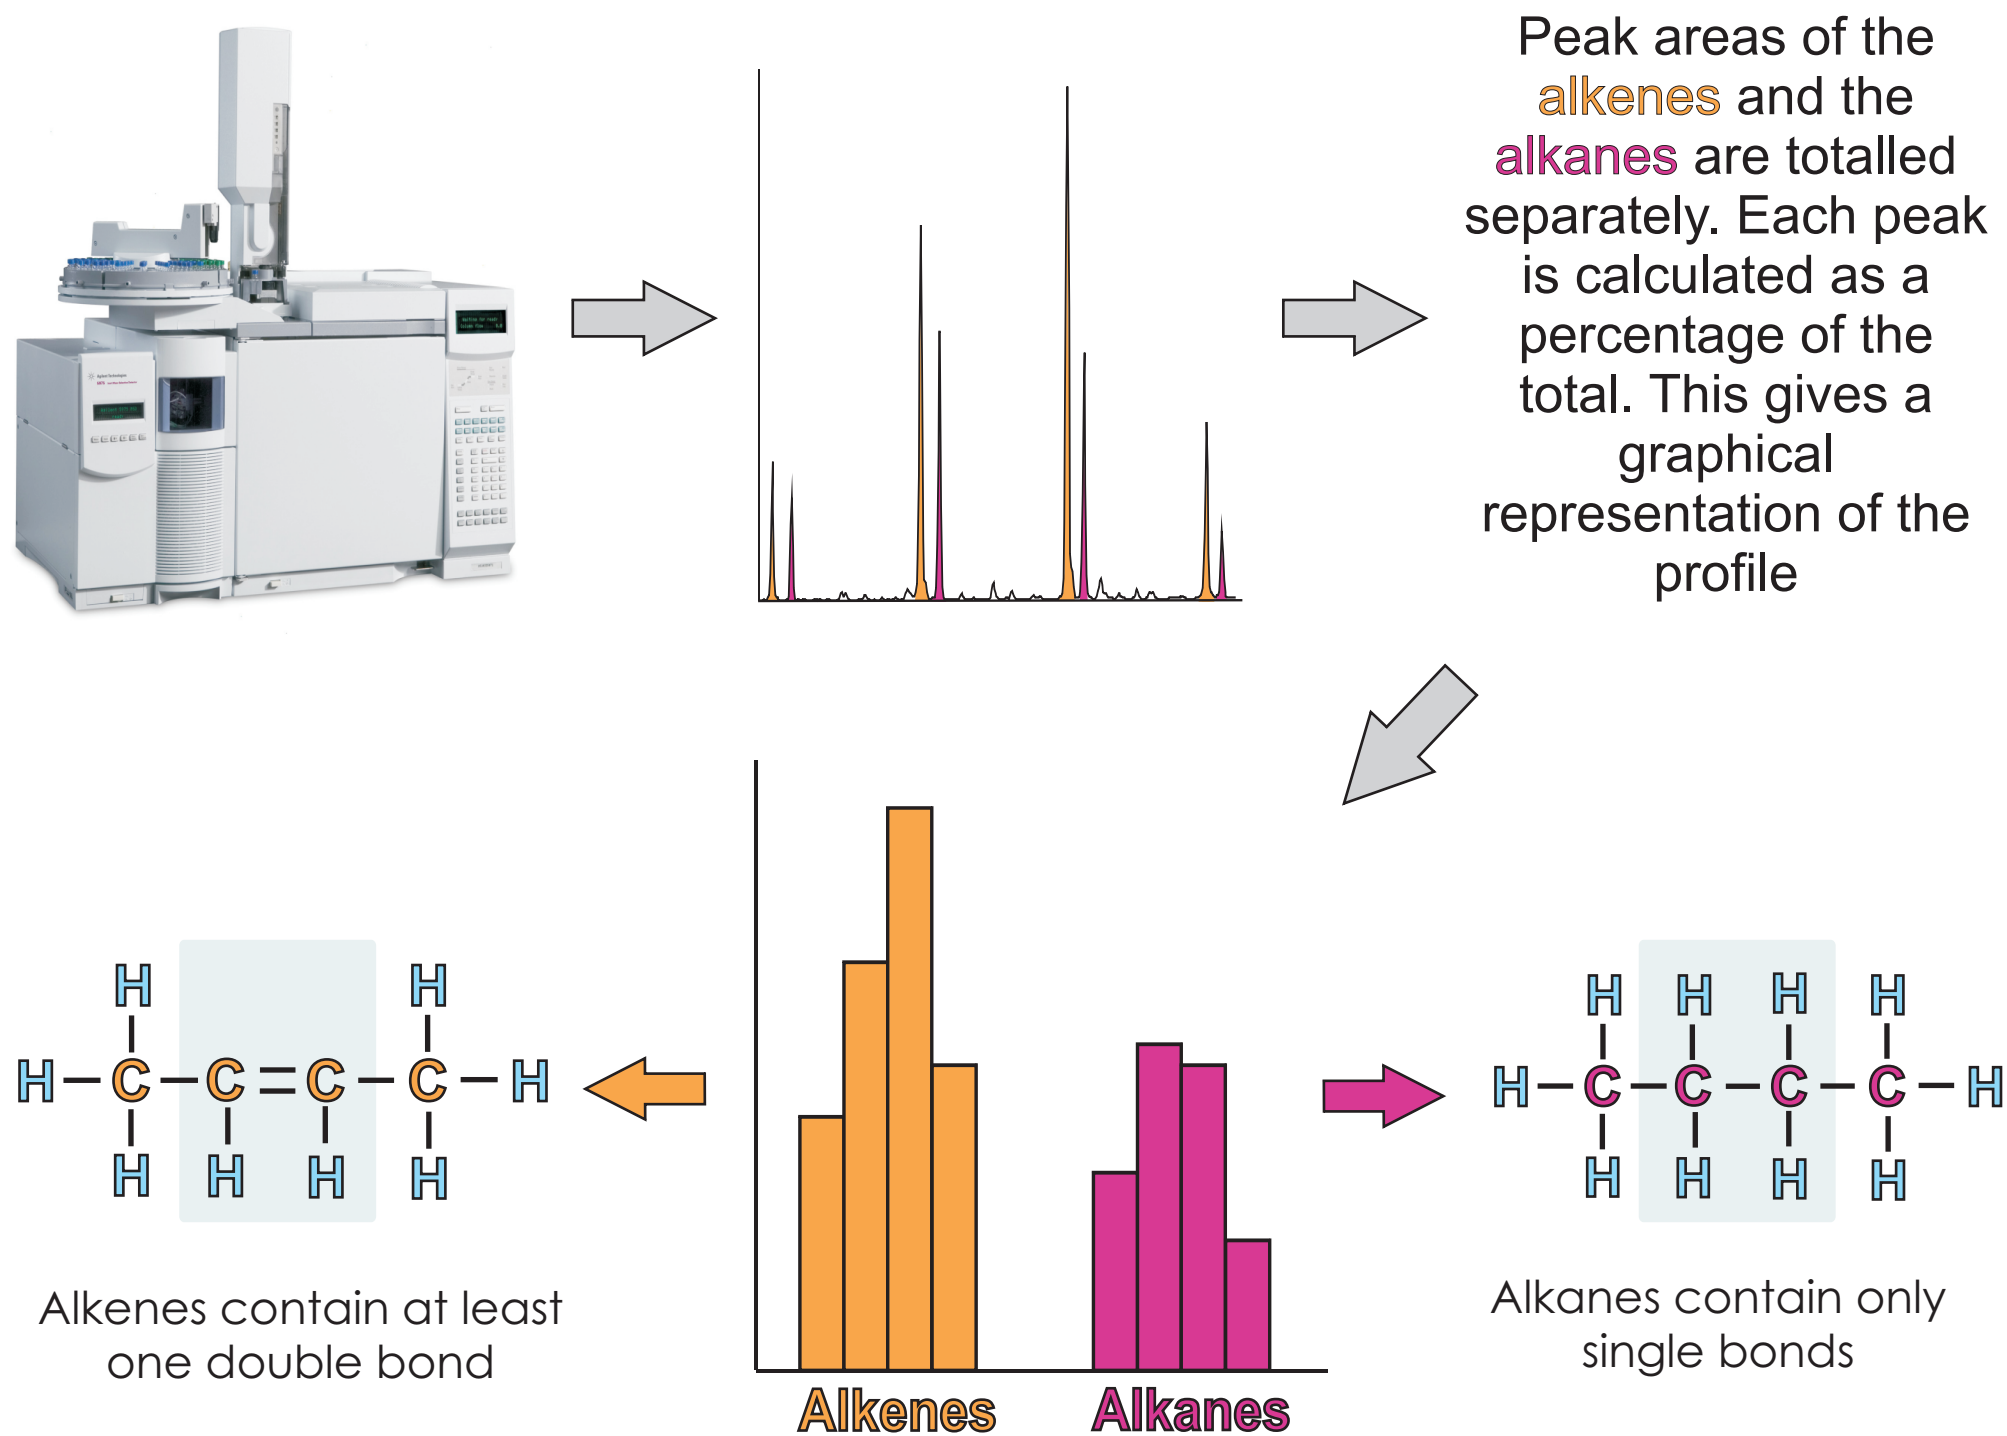 Peak areas of the
alkenes and the
alkanes are totalled
separately. Each peak
is calculated as a
percentage of the
total. This gives a
graphical
representation of the
profile
Agilent Technologies
H
H
H
C
C
C
C
H
H
H
H
H
H
H
H
H
H
C
C
C
C
H
H
H
H
H
Alkenes contain at least
one double bond
Alkanes contain only
single bonds
Alkenes
Alkanes